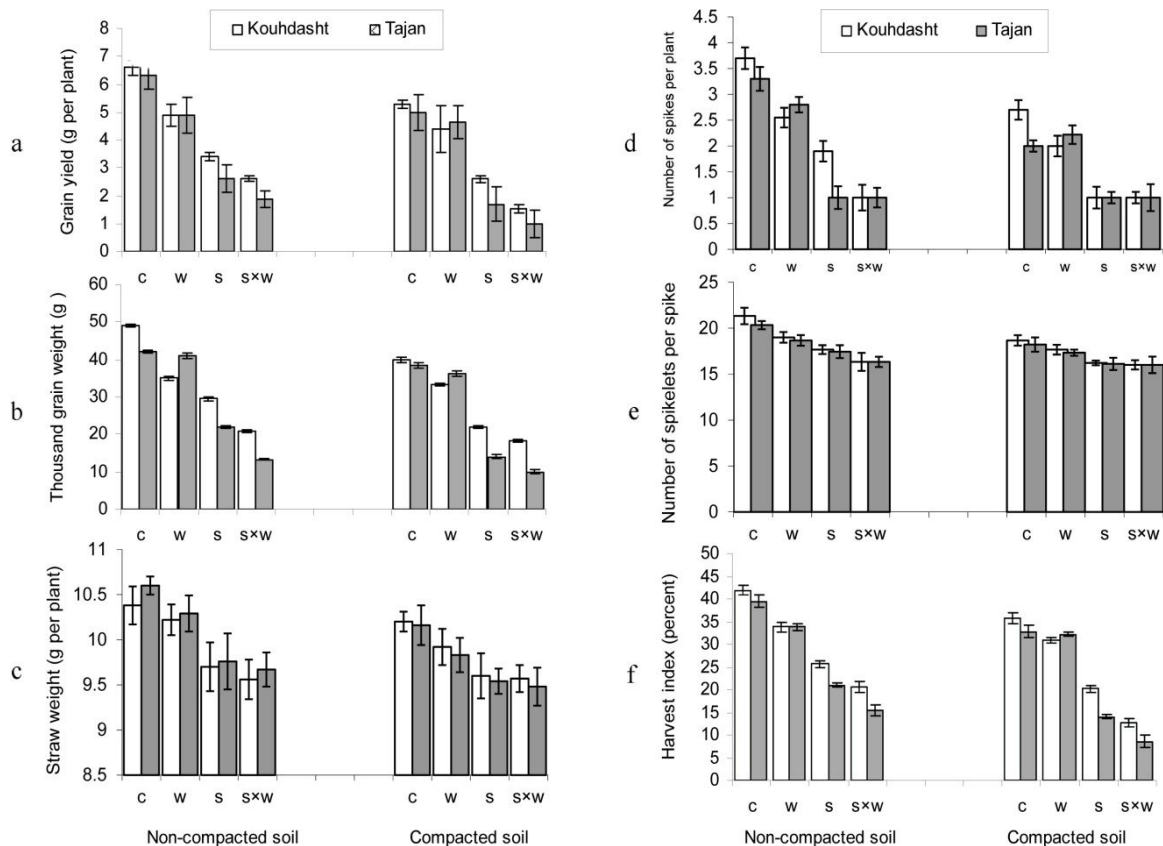 Kouhdasht Tajan
a
Grain yield (g per plant)
8
7
6
5
4
3
2
1
0
c w s s×w c w s s×w
b
Thousand grain weight (g )
60
50
40
30
20
10
0
c w s s×w c w s s×w
c
Straw weight (g per plant)
11
10.5
10
9.5
9
8.5
c w s s×w c w s s×w
Non-compacted soil Compacted soil
Kouhdasht Tajan
d
Number of spikes per plant
4.5
4
3.5
3
2.5
2
1.5
1
0.5
0
c w s s×w c w s s×w
e
Number of spikelets per spike
25
20
15
10
5
0
c w s s×w c w s s×w
f
Harvest index (percent)
50
45
40
35
30
25
20
15
10
5
0
c w s s×w c w s s×w
Non-compacted soil Compacted soil